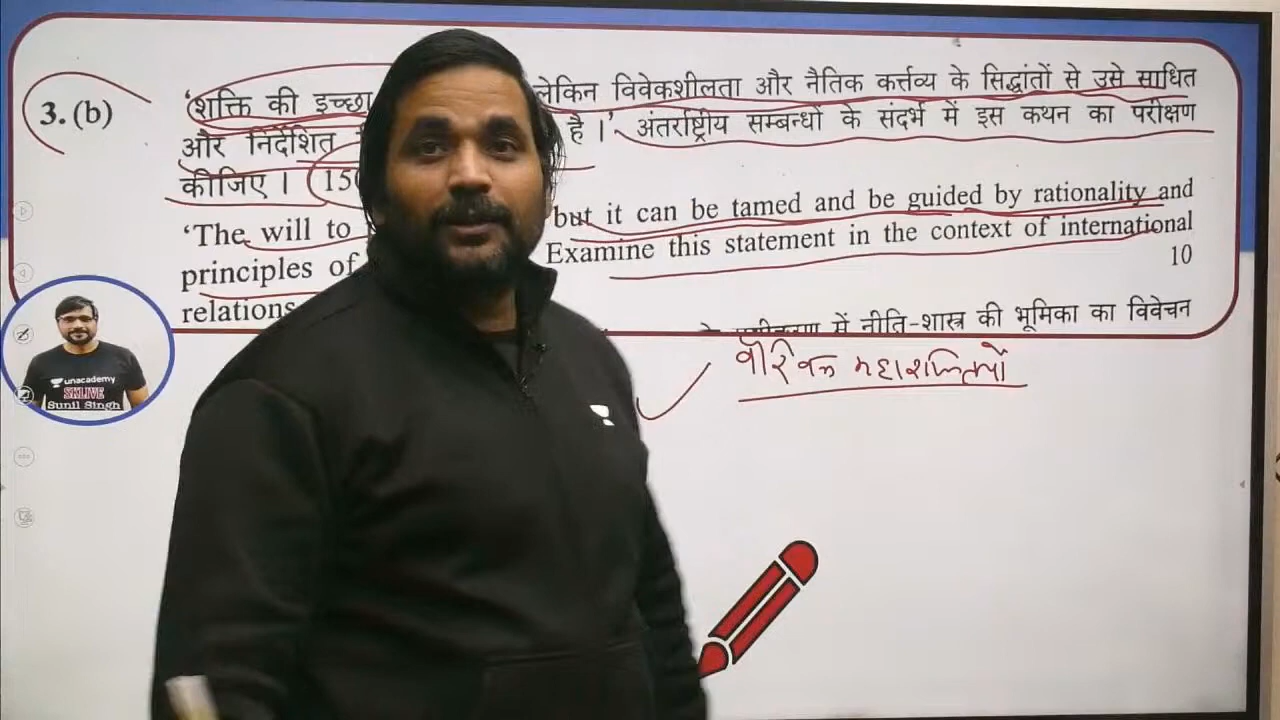 3. (b)
‘शक्ति की इच्छा लेकिन विवेकशीलता और नैतिक कर्त्तव्य के सिद्धांतों से उसे साधित
और निर्देशित है ।’ अंतर्राष्ट्रीय सम्बन्धों के संदर्भ में इस कथन का परीक्षण
कीजिए । (15
‘The will to but it can be tamed and be guided by rationality and
principles of Examine this statement in the context of international
relations 10
में नीति-शास्त्र की भूमिका का विवेचन
महाशक्तियों
unacademy
SKLIVE
Sunil Singh